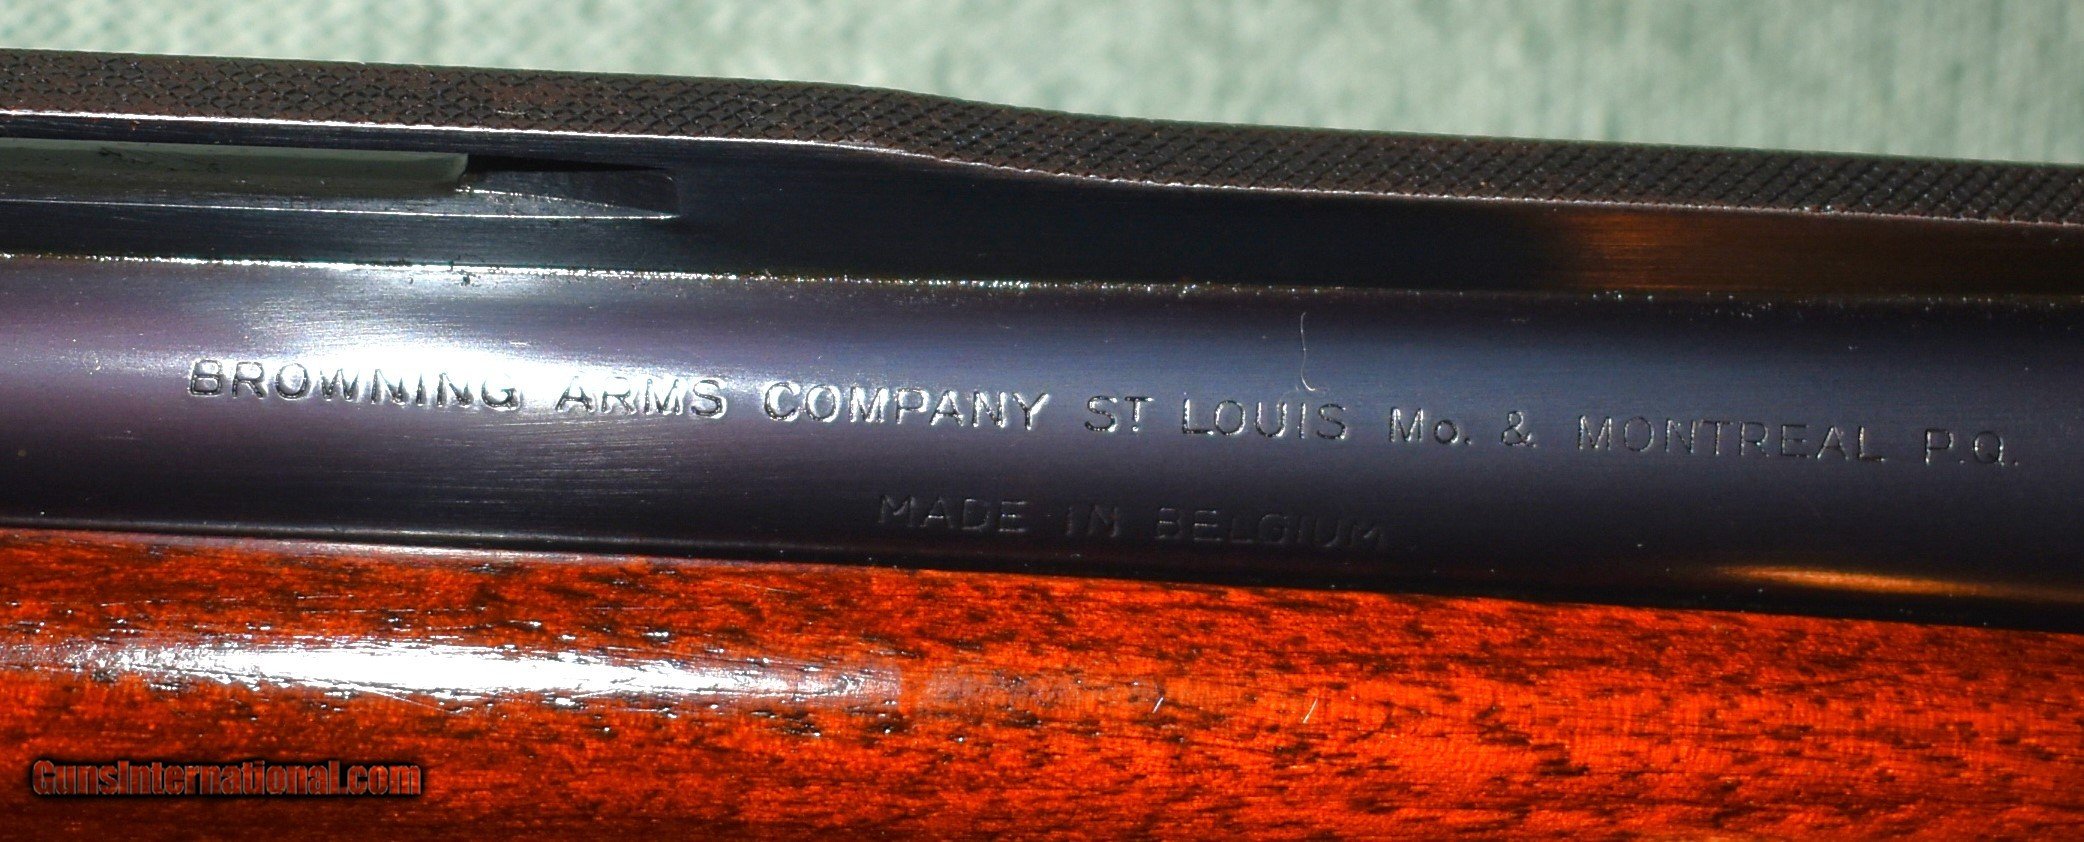 BROWNING ARMS COMPANY ST LOUIS Mo. & MONTREAL P.Q.
MADE IN BELGIUM
GunsInternational.com